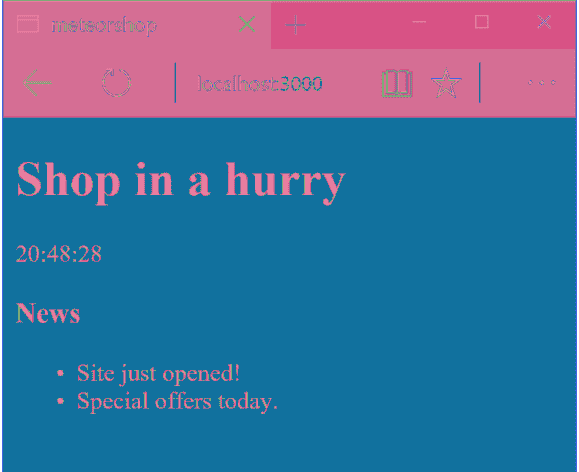 meteorshop
localhost:3000
Shop in a hurry
20:48:28
News
• Site just opened!
• Special offers today.